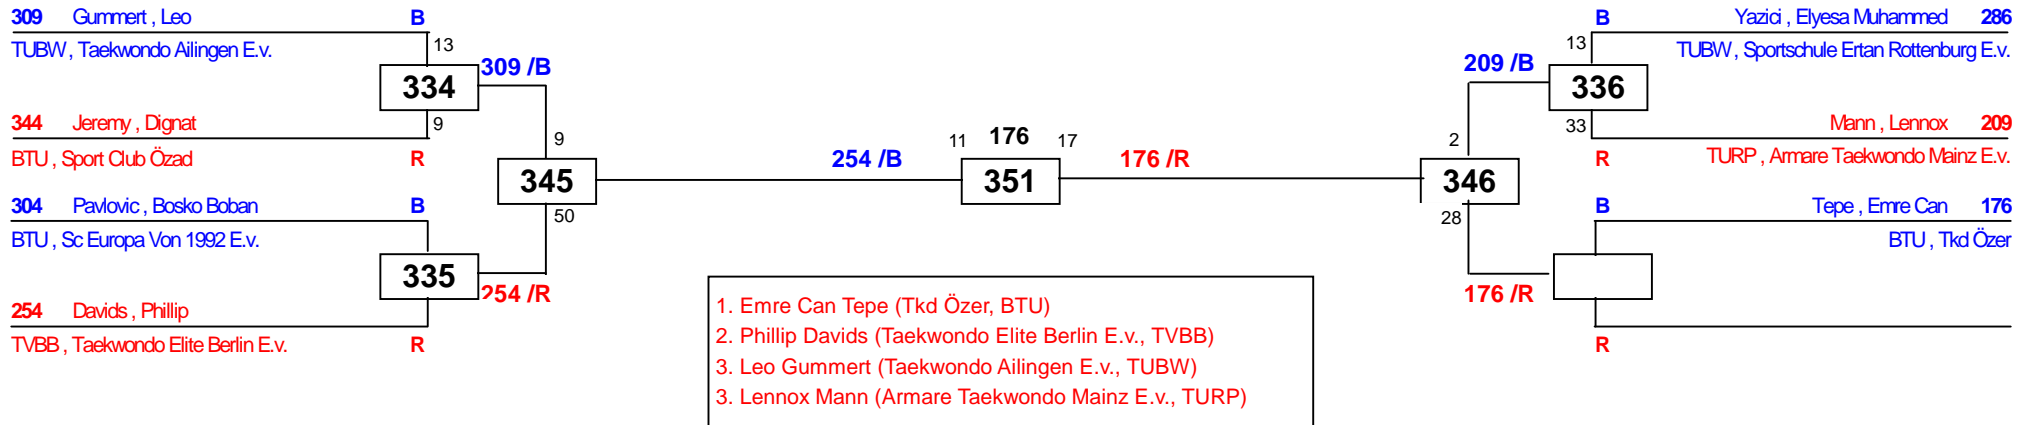 309 Gummert , Leo B
TUBW , Taekwondo Ailingen E.v.
13
334
309 /B
9
344 Jeremy , Dignat
BTU , Sport Club Özad R
9
345
50
304 Pavlovic , Bosko Boban B
BTU , Sc Europa Von 1992 E.v.
335
254 /R
254 Davids , Phillip
TVBB , Taekwondo Elite Berlin E.v. R
254 /B
11 176 17
351
176 /R
B Yazici , Elyesa Muhammed 286
TUBW , Sportschule Ertan Rottenburg E.v.
13
209 /B
336
33
Mann , Lennox 209
R TURP , Armare Taekwondo Mainz E.v.
2
346
28
B Tepe , Emre Can 176
BTU , Tkd Özer
176 /R
R
1. Emre Can Tepe (Tkd Özer, BTU)
2. Phillip Davids (Taekwondo Elite Berlin E.v., TVBB)
3. Leo Gummert (Taekwondo Ailingen E.v., TUBW)
3. Lennox Mann (Armare Taekwondo Mainz E.v., TURP)